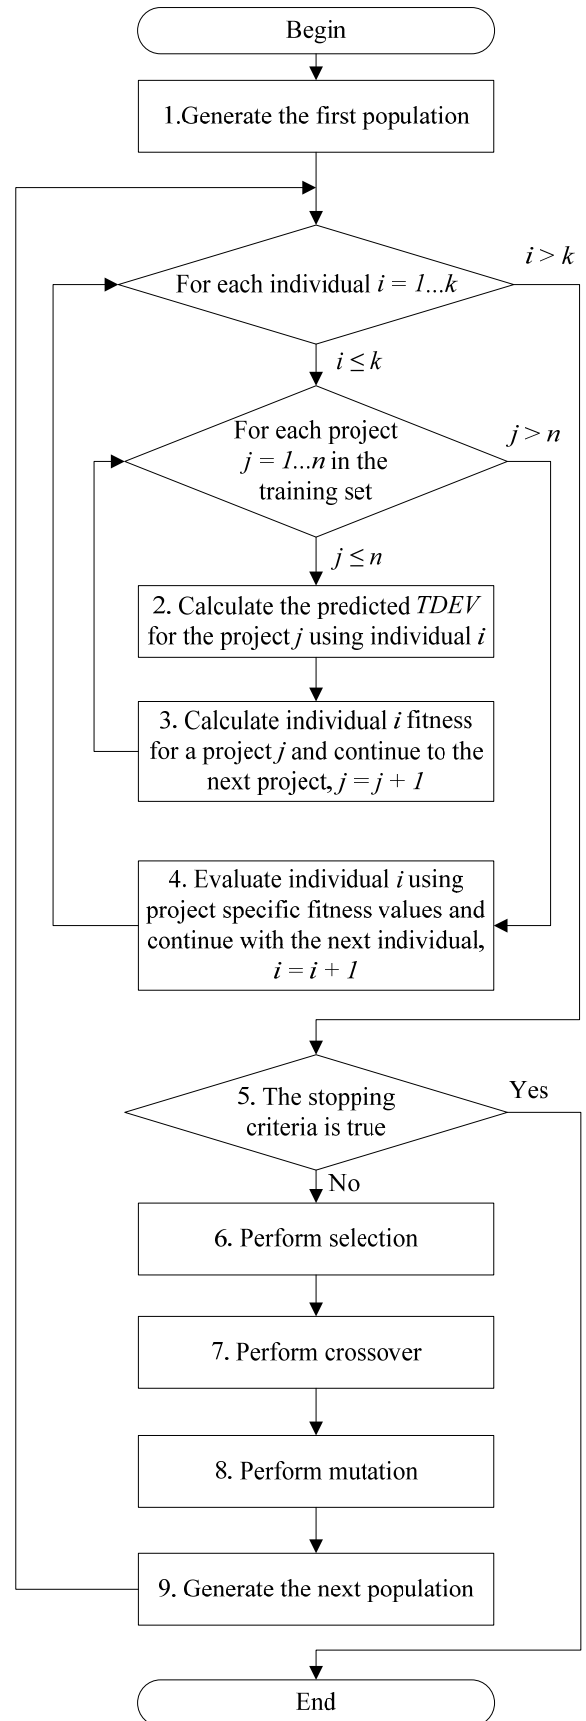 Begin
1.Generate the first population
i > k
For each individual i = 1...k
i ≤ k
For each project
j > n
j = 1...n in the
training set
j ≤ n
2. Calculate the predicted TDEV
for the project j using individual i
3. Calculate individual i fitness
for a project j and continue to the
next project, j = j + 1
4. Evaluate individual i using
project specific fitness values and
continue with the next individual,
i = i + 1
5. The stopping
criteria is true
Yes
No
6. Perform selection
7. Perform crossover
8. Perform mutation
9. Generate the next population
End